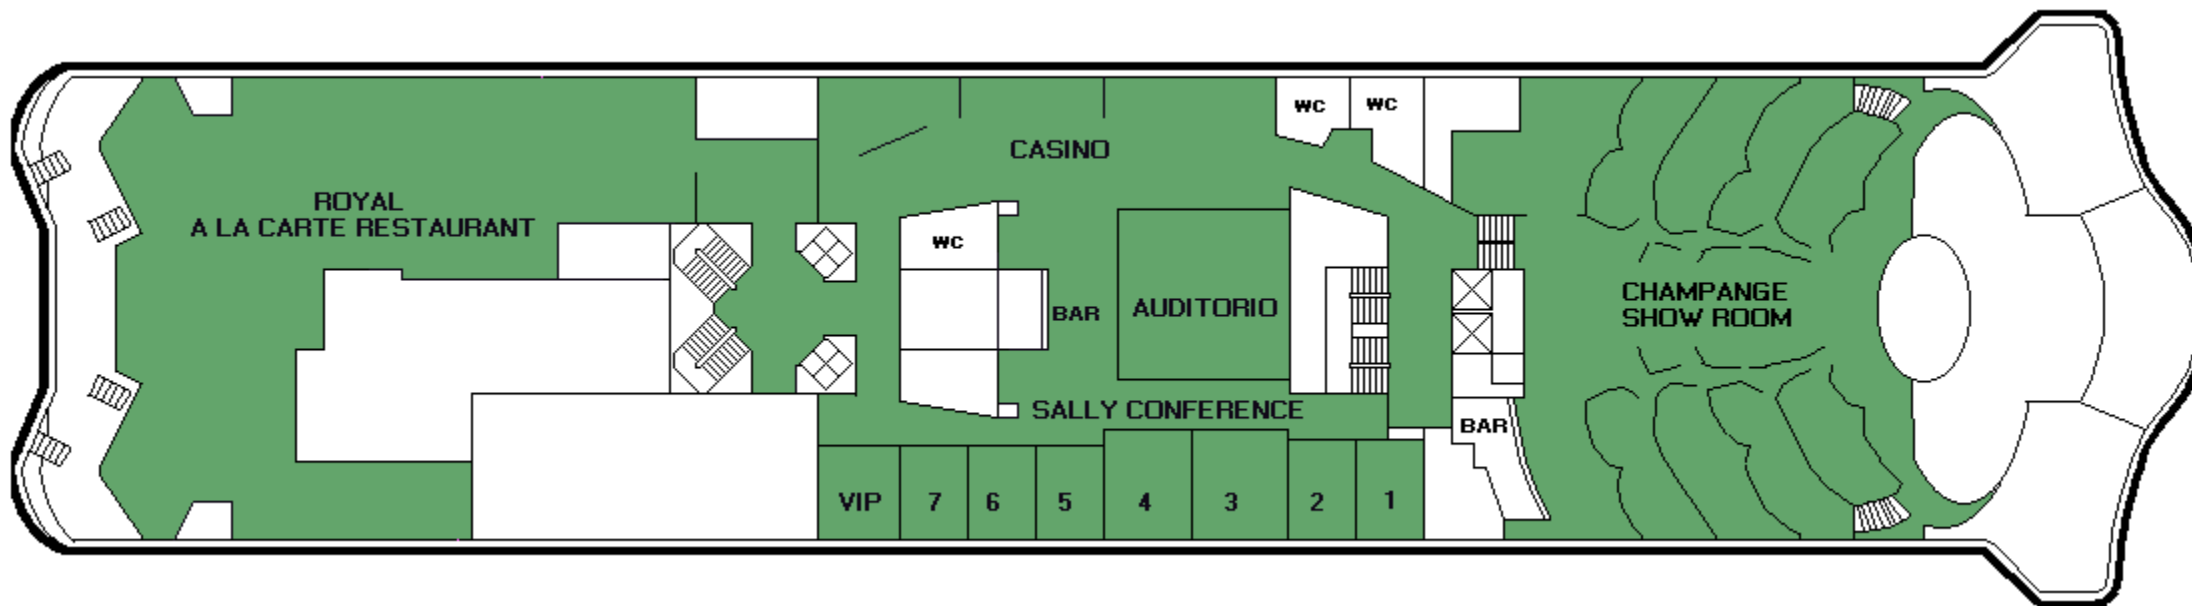 WC
WC
CASINO
ROYAL
A LA CARTE RESTAURANT
WC
CHAMPANGE
SHOW ROOM
BAR
AUDITORIO
SALLY CONFERENCE
BAR
VIP
7
6
5
4
3
2
1